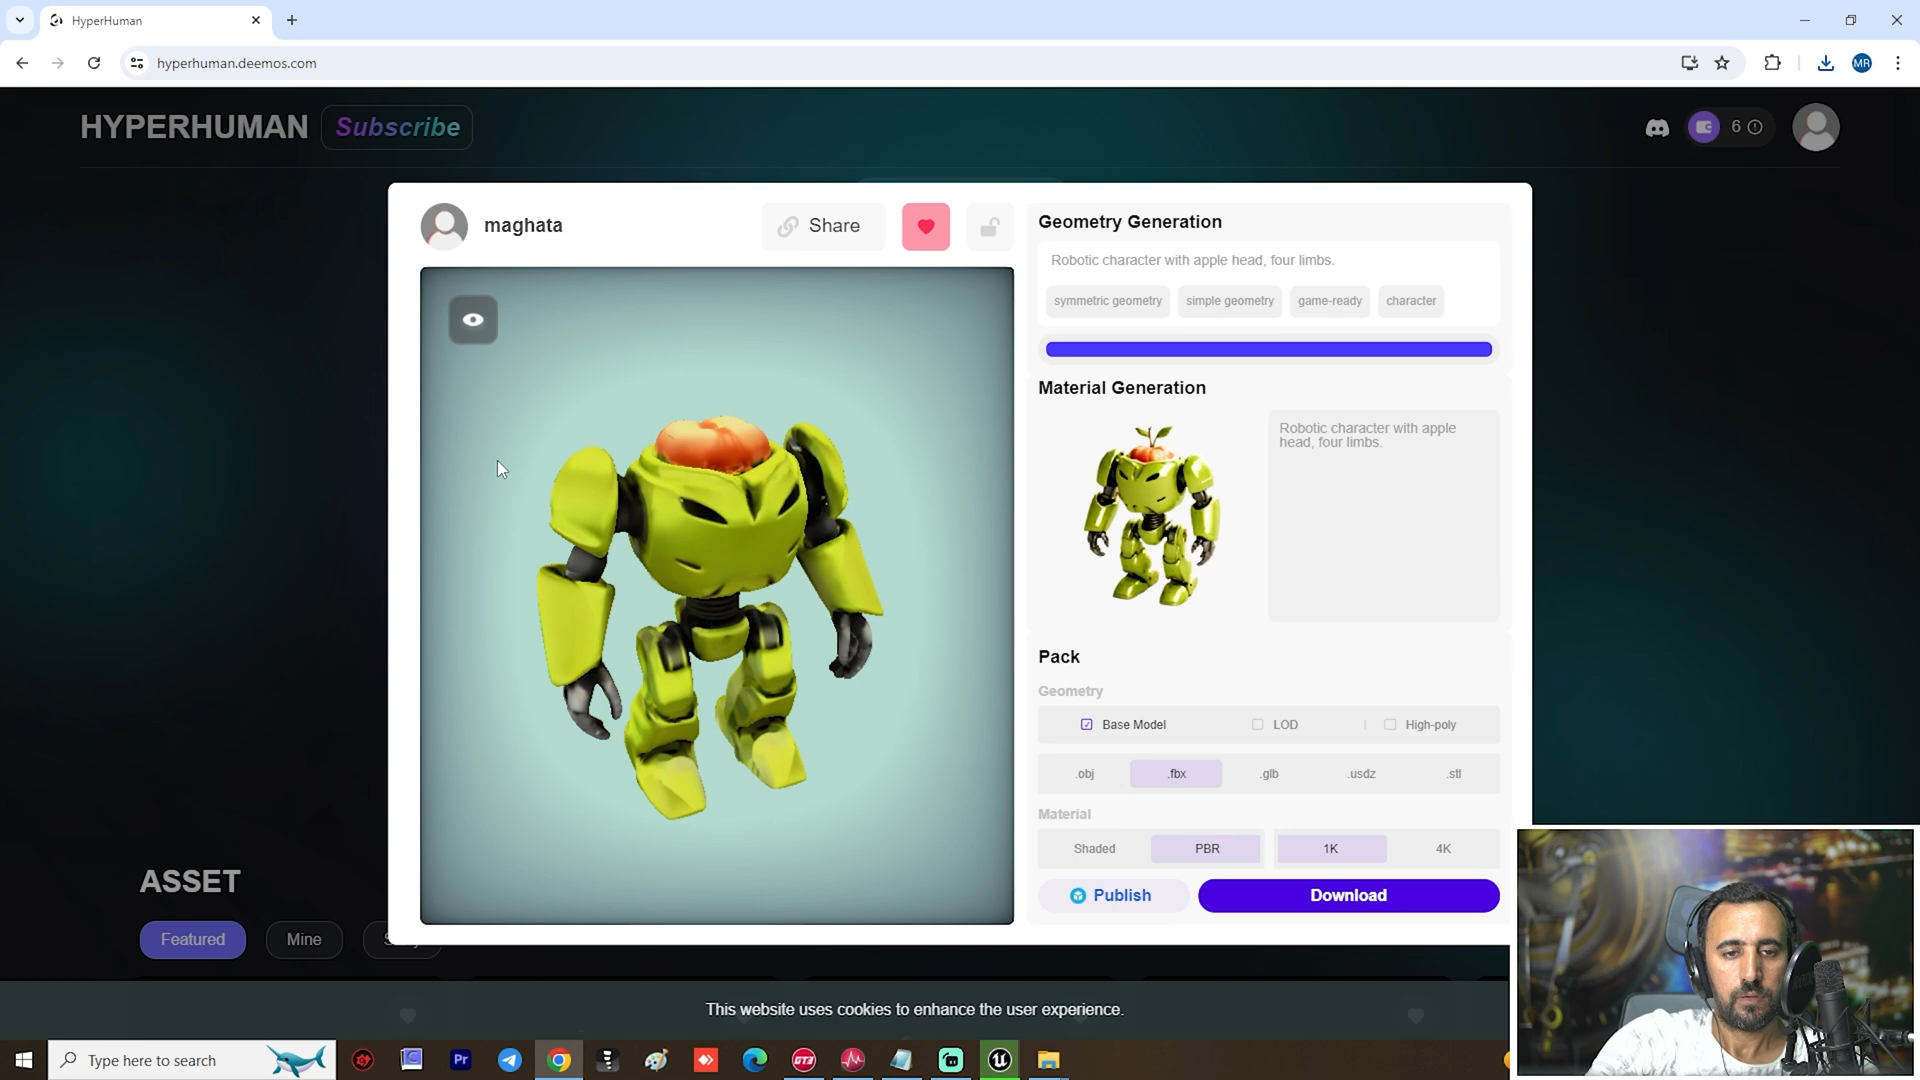 HyperHuman
hyperhuman.deemos.com
MR
HYPERHUMAN
Subscribe
6
maghata
Share
Geometry Generation
Robotic character with apple head, four limbs.
symmetric geometry
simple geometry
game-ready
character
Material Generation
Robotic character with apple
head, four limbs.
Pack
Geometry
Base Model
LOD
High-poly
.obj
.fbx
.glb
.usdz
.stl
Material
Shaded
PBR
1K
4K
Publish
Download
ASSET
Featured
Mine
This website uses cookies to enhance the user experience.
Type here to search
Pr